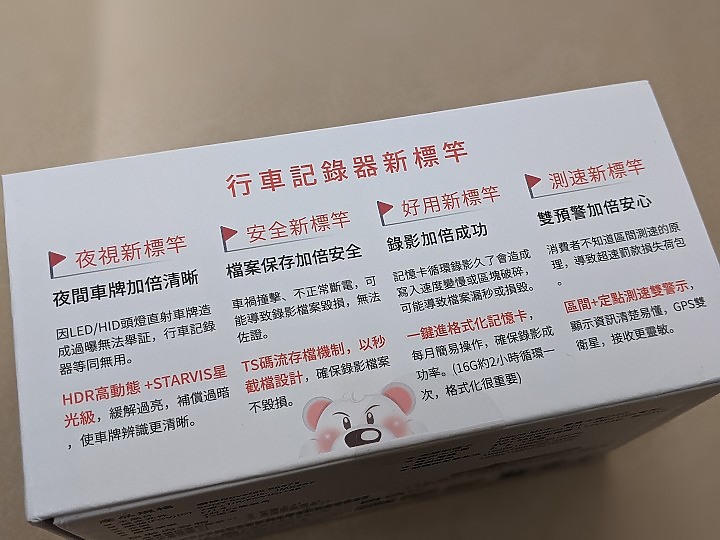 行車記錄器新標竿
夜視新標竿
夜間車牌加倍清晰
因LED/HID頭燈直射車牌造
成過曝無法舉証，行車記錄
器等同無用。
HDR高動態 +STARVIS星
光級，緩解過亮，補償過暗
，使車牌辨識更清晰。
安全新標竿
檔案保存加倍安全
車禍撞擊、不正常斷電，可
能導致錄影檔案毀損，無法
佐證。
TS碼流存檔機制，以秒
截檔設計，確保錄影檔案
不毀損。
好用新標竿
錄影加倍成功
記憶卡循環錄影久了會造成
寫入速度變慢或區塊破碎，
可能導致檔案漏秒或損毀。
一鍵進格式化記憶卡，
每月簡易操作，確保錄影成
功率。(16G約2小時循環一
次，格式化很重要)
測速新標竿
雙預警加倍安心
消費者不知道區間測速的原
理，導致超速罰款損失荷包
。
區間+定點測速雙警示，
顯示資訊清楚易懂，GPS雙
衛星，接收更靈敏。